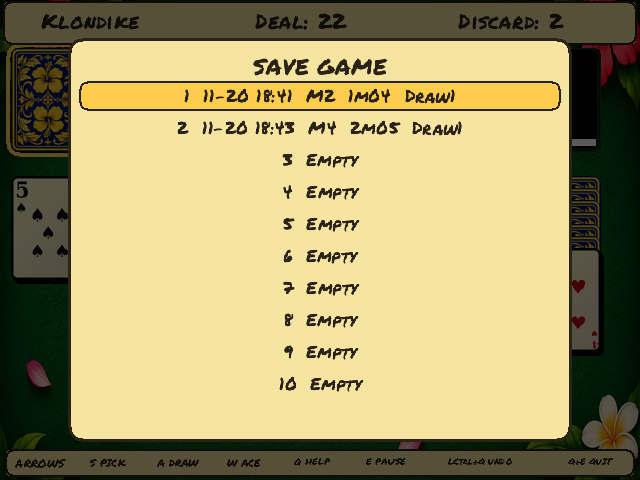 Klondike Deal: 22 Discard: 2
SAVE GAME
1 11-20 18:41 M2 1M04 Draw1
2 11-20 18:43 M4 2M05 Draw1
3 Empty
4 Empty
5 Empty
6 Empty
7 Empty
8 Empty
9 Empty
10 Empty
5
ARROWS S PICK A DRAW W ACE Q HELP E PAUSE LCTRL+Q UNDO Q+E QUIT